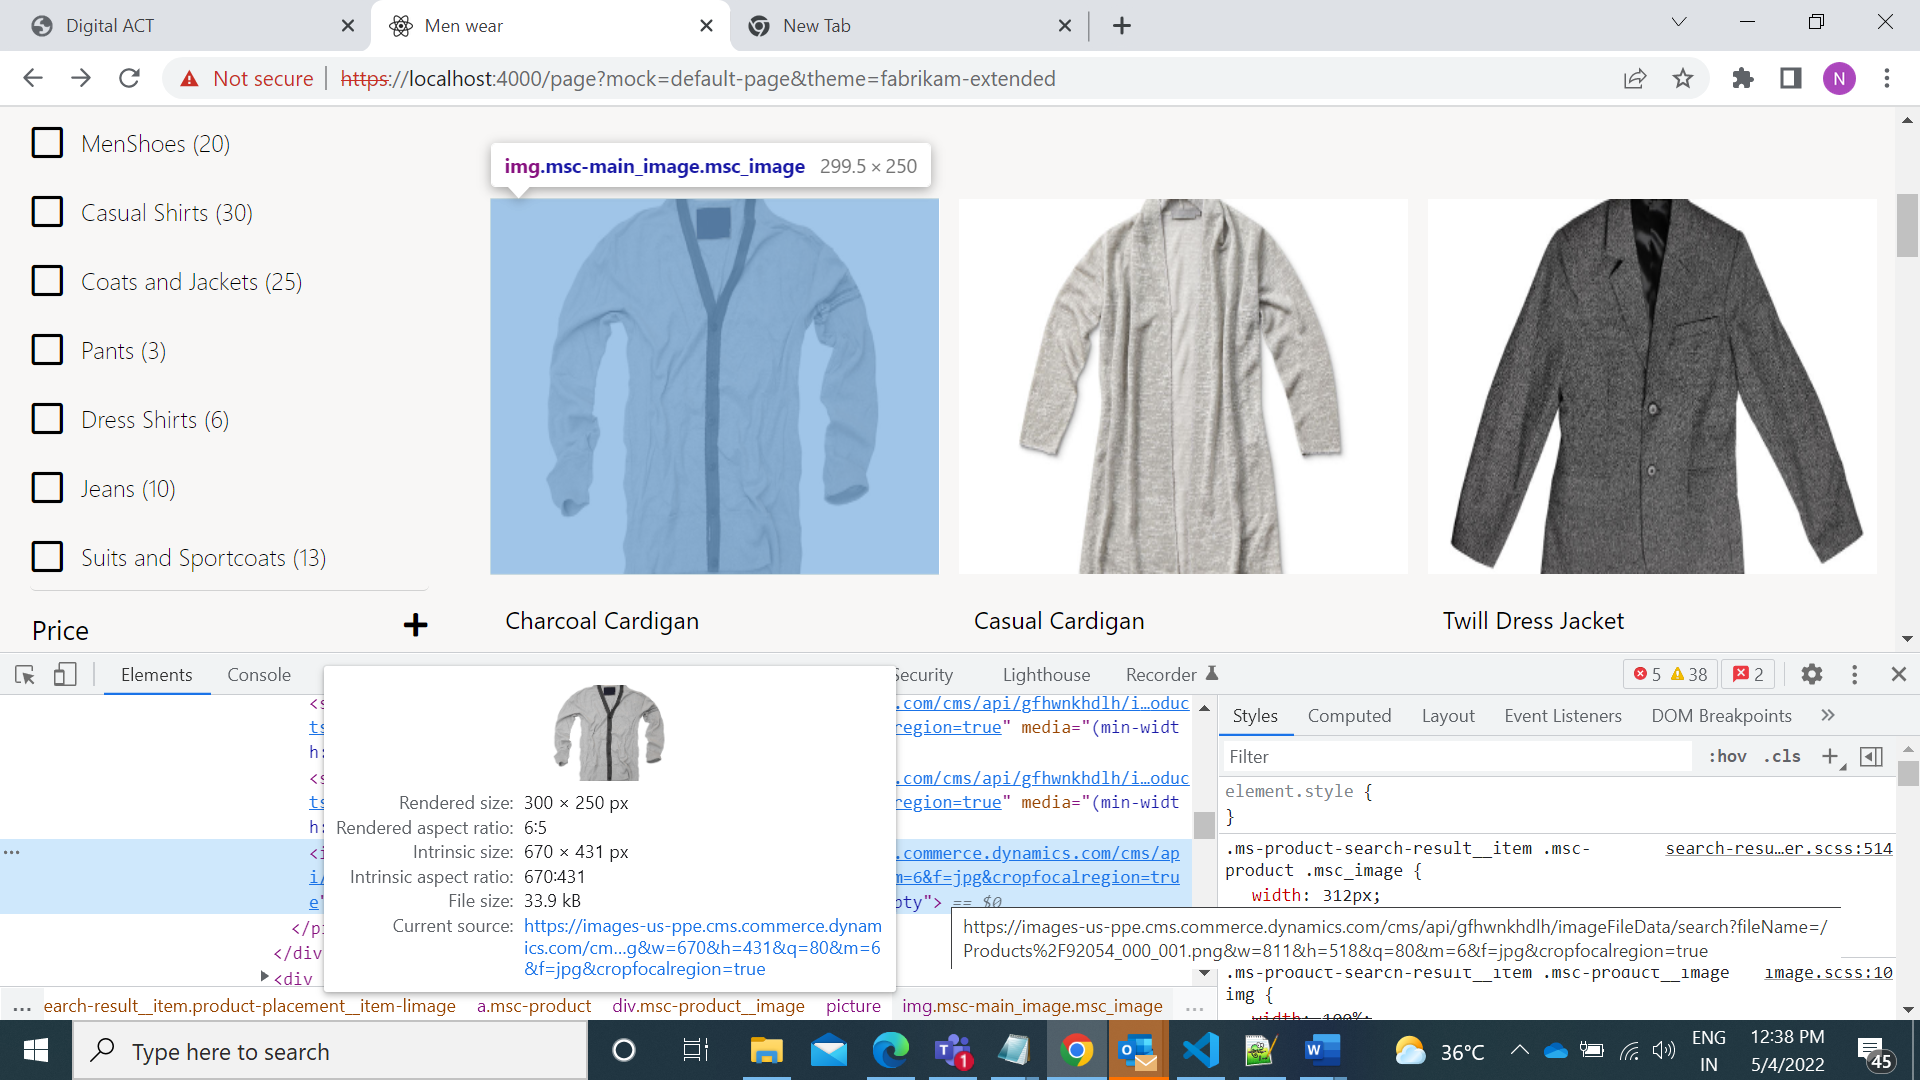 Digital ACT
Men wear
New Tab
Not secure
https://localhost:4000/page?mock=default-page&theme=fabrikam-extended
N
MenShoes (20)
Casual Shirts (30)
Coats and Jackets (25)
Pants (3)
Dress Shirts (6)
Jeans (10)
Suits and Sportcoats (13)
Price
img.msc-main_image.msc_image 299.5 × 250
Charcoal Cardigan
Casual Cardigan
Twill Dress Jacket
Elements
Console
Security
Lighthouse
Recorder
5
38
2
.com/cms/api/gfhwnkhdlh/i…oduc
ts
region=true" media="(min-widt
h:
.com/cms/api/gfhwnkhdlh/i…oduc
ts
region=true" media="(min-widt
h:
<i
.commerce.dynamics.com/cms/ap
i/
m=6&f=jpg&cropfocalregion=tru
e"
pty"> == $0
</pi
</div
<div
Rendered size: 300 × 250 px
Rendered aspect ratio: 6:5
Intrinsic size: 670 × 431 px
Intrinsic aspect ratio: 670:431
File size: 33.9 kB
Current source: https://images-us-ppe.cms.commerce.dynam
ics.com/cm…g&w=670&h=431&q=80&m=6
&f=jpg&cropfocalregion=true
... earch-result__item.product-placement__item-limage a.msc-product div.msc-product__image picture img.msc-main_image.msc_image ...
Styles
Computed
Layout
Event Listeners
DOM Breakpoints
Filter
:hov .cls
element.style {
}
.ms-product-search-result__item .msc- search-resu…er.scss:514
product .msc_image {
width: 312px;
https://images-us-ppe.cms.commerce.dynamics.com/cms/api/gfhwnkhdlh/imageFileData/search?fileName=/
Products%2F92054_000_001.png&w=811&h=518&q=80&m=6&f=jpg&cropfocalregion=true
.ms-product-search-result__item .msc-product__image image.scss:10
img {
width: 100%;
Type here to search
1
36°C
ENG
IN
12:38 PM
5/4/2022
45